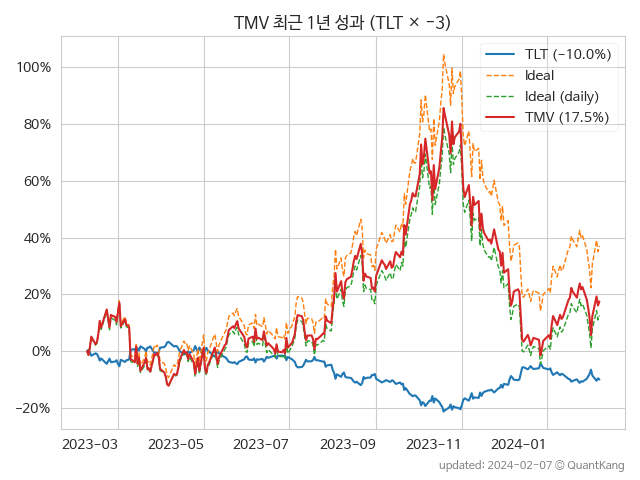 TMV 최근 1년 성과 (TLT × −3)
TLT (−10.0%)
Ideal
Ideal (daily)
TMV (17.5%)
100%
80%
60%
40%
20%
0%
−20%
2023-03
2023-05
2023-07
2023-09
2023-11
2024-01
updated: 2024-02-07 © QuantKang